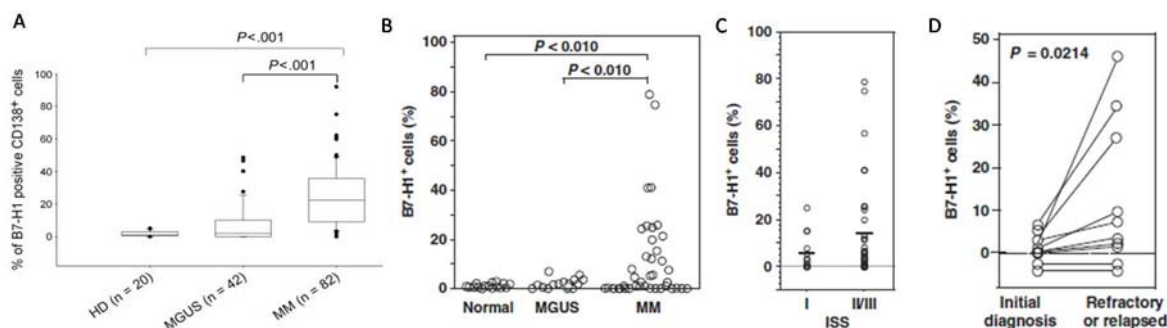 A
P<.001
P<.001
% of B7-H1 positive CD138+ cells
100
80
60
40
20
0
HD (n = 20)
MGUS (n = 42)
MM (n = 82)
B
100
80
60
40
20
0
B7-H1+ cells (%)
P < 0.010
P < 0.010
Normal
MGUS
MM
C
100
80
60
40
20
0
B7-H1+ cells (%)
I
II/III
ISS
D
50
40
30
20
10
0
B7-H1+ cells (%)
P = 0.0214
Initial
diagnosis
Refractory
or relapsed